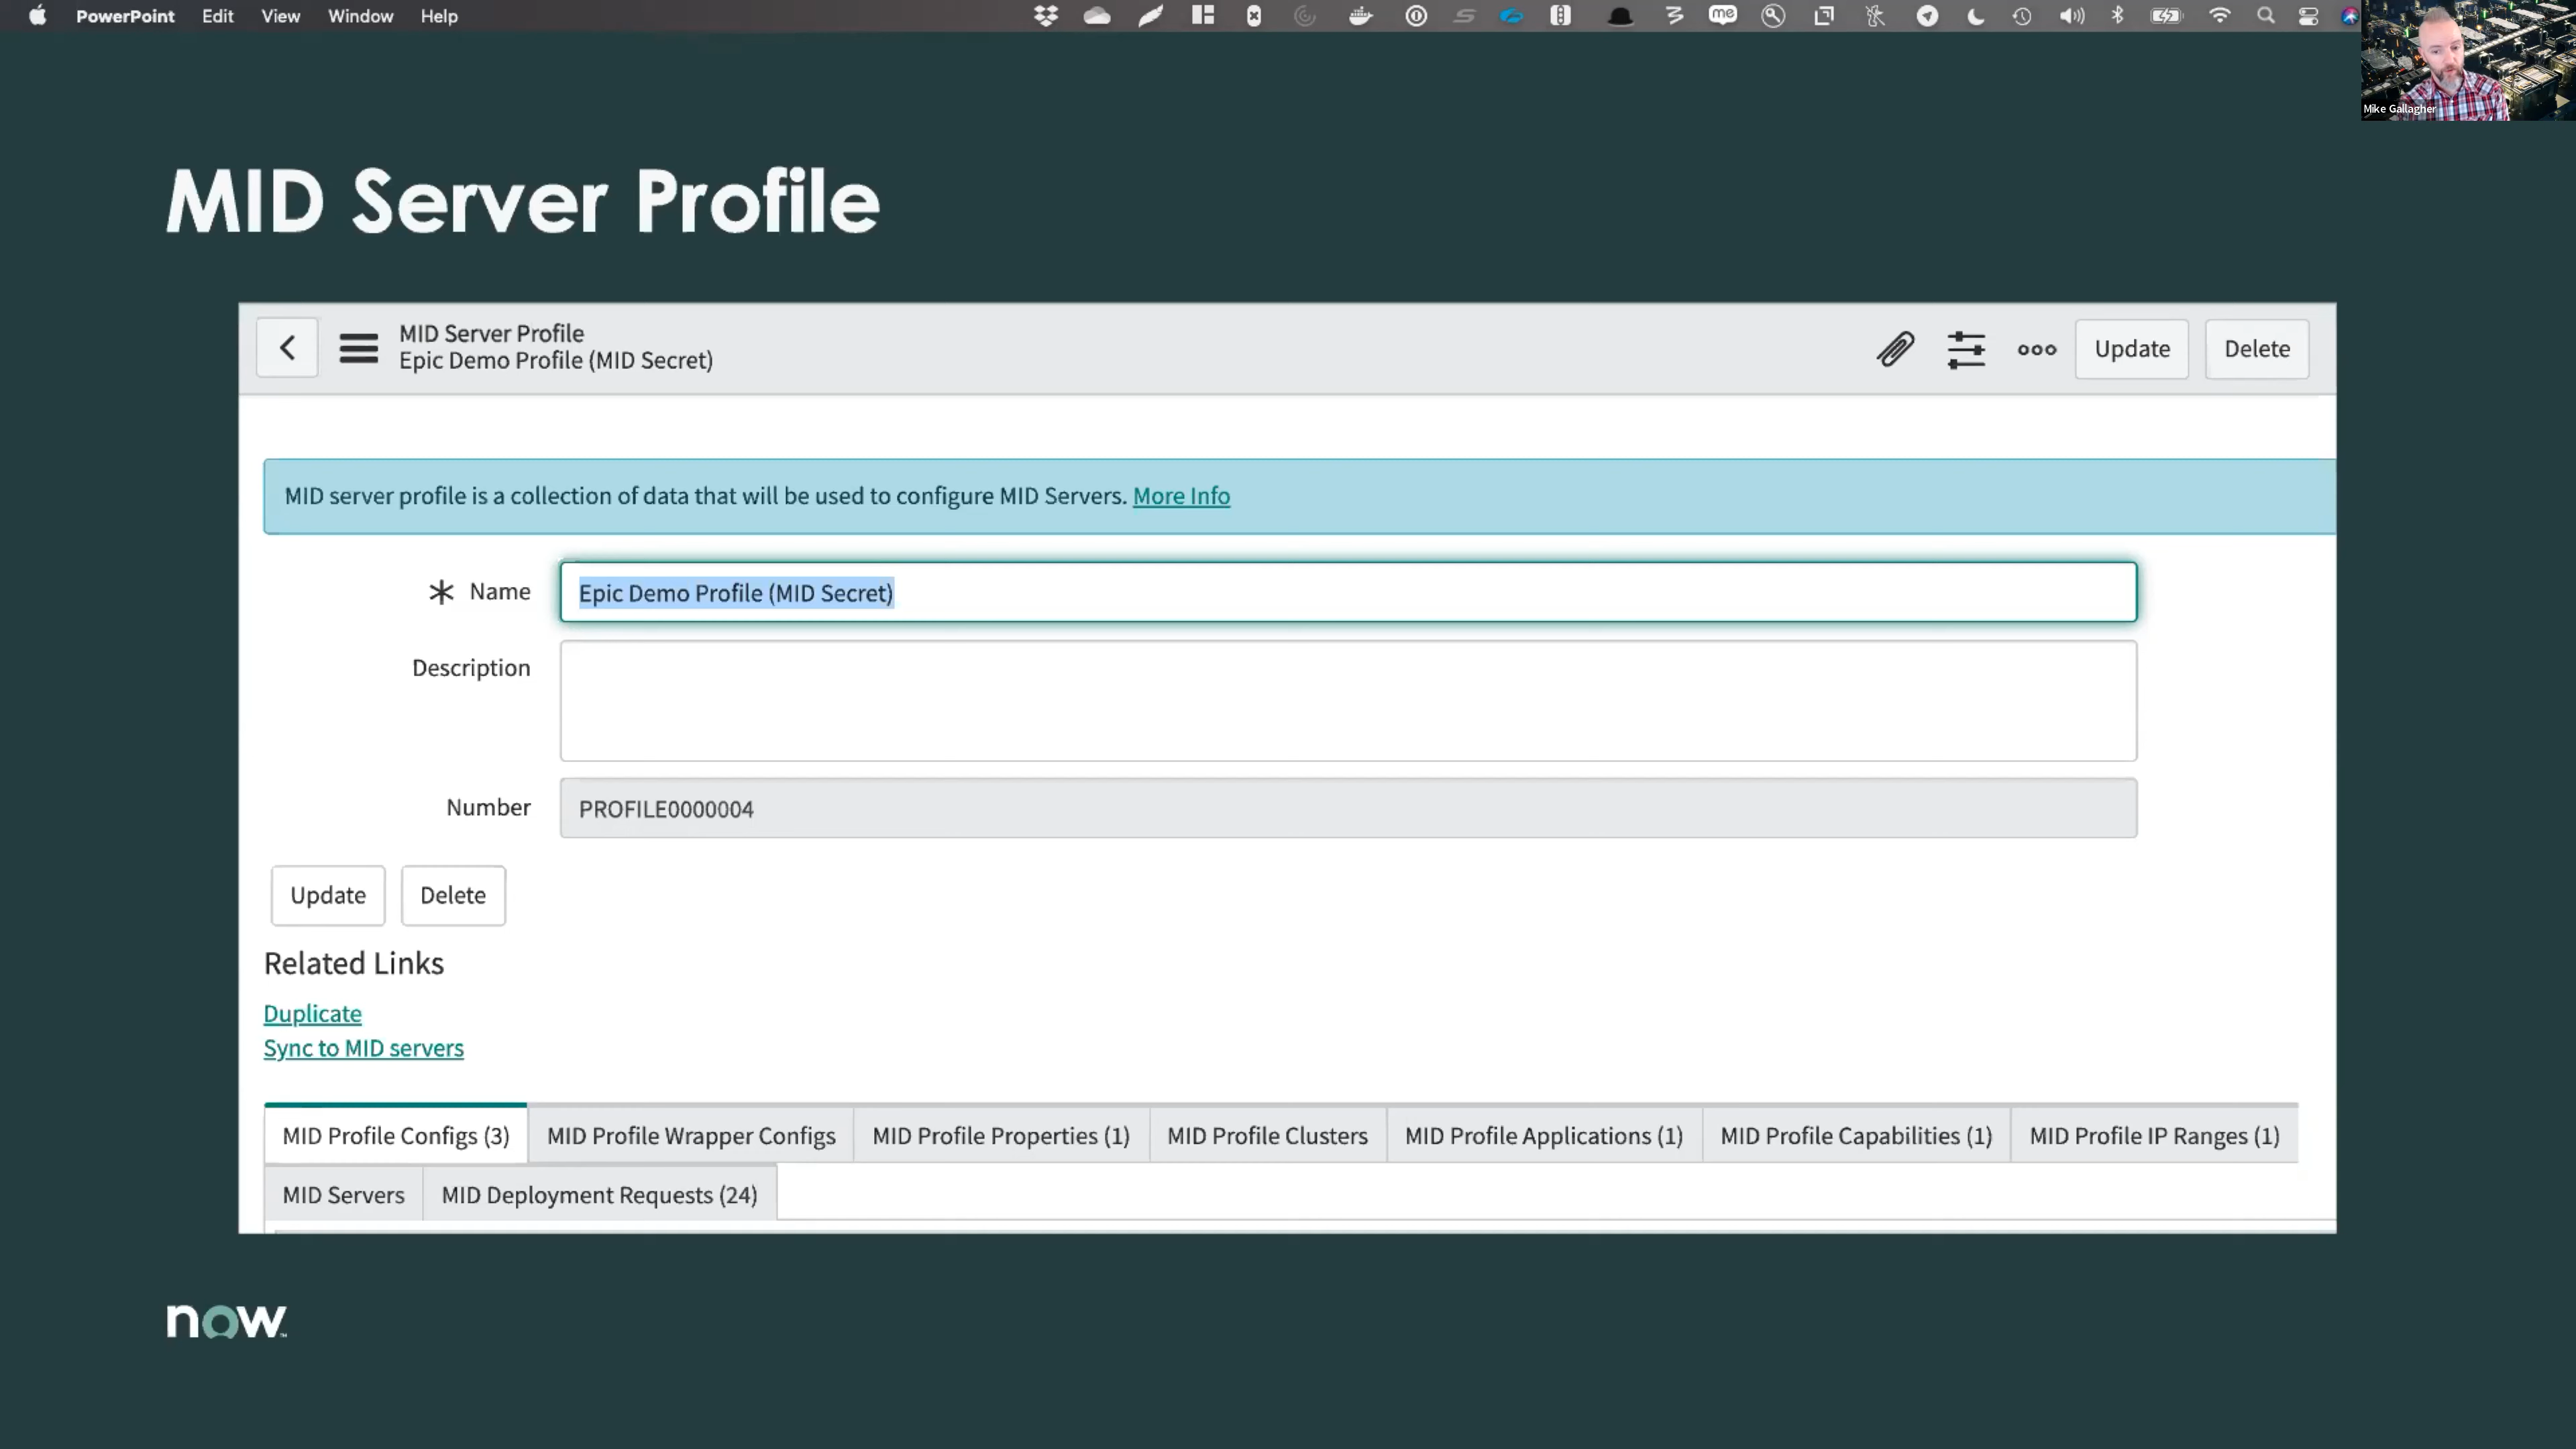 PowerPoint Edit View Window Help
me
Mike Gallagher
MID Server Profile
MID Server Profile
Epic Demo Profile (MID Secret)
Update Delete
MID server profile is a collection of data that will be used to configure MID Servers. More Info
Name Epic Demo Profile (MID Secret)
Description
Number PROFILE0000004
Update Delete
Related Links
Duplicate
Sync to MID servers
MID Profile Configs (3) MID Profile Wrapper Configs MID Profile Properties (1) MID Profile Clusters MID Profile Applications (1) MID Profile Capabilities (1) MID Profile IP Ranges (1)
MID Servers MID Deployment Requests (24)
now